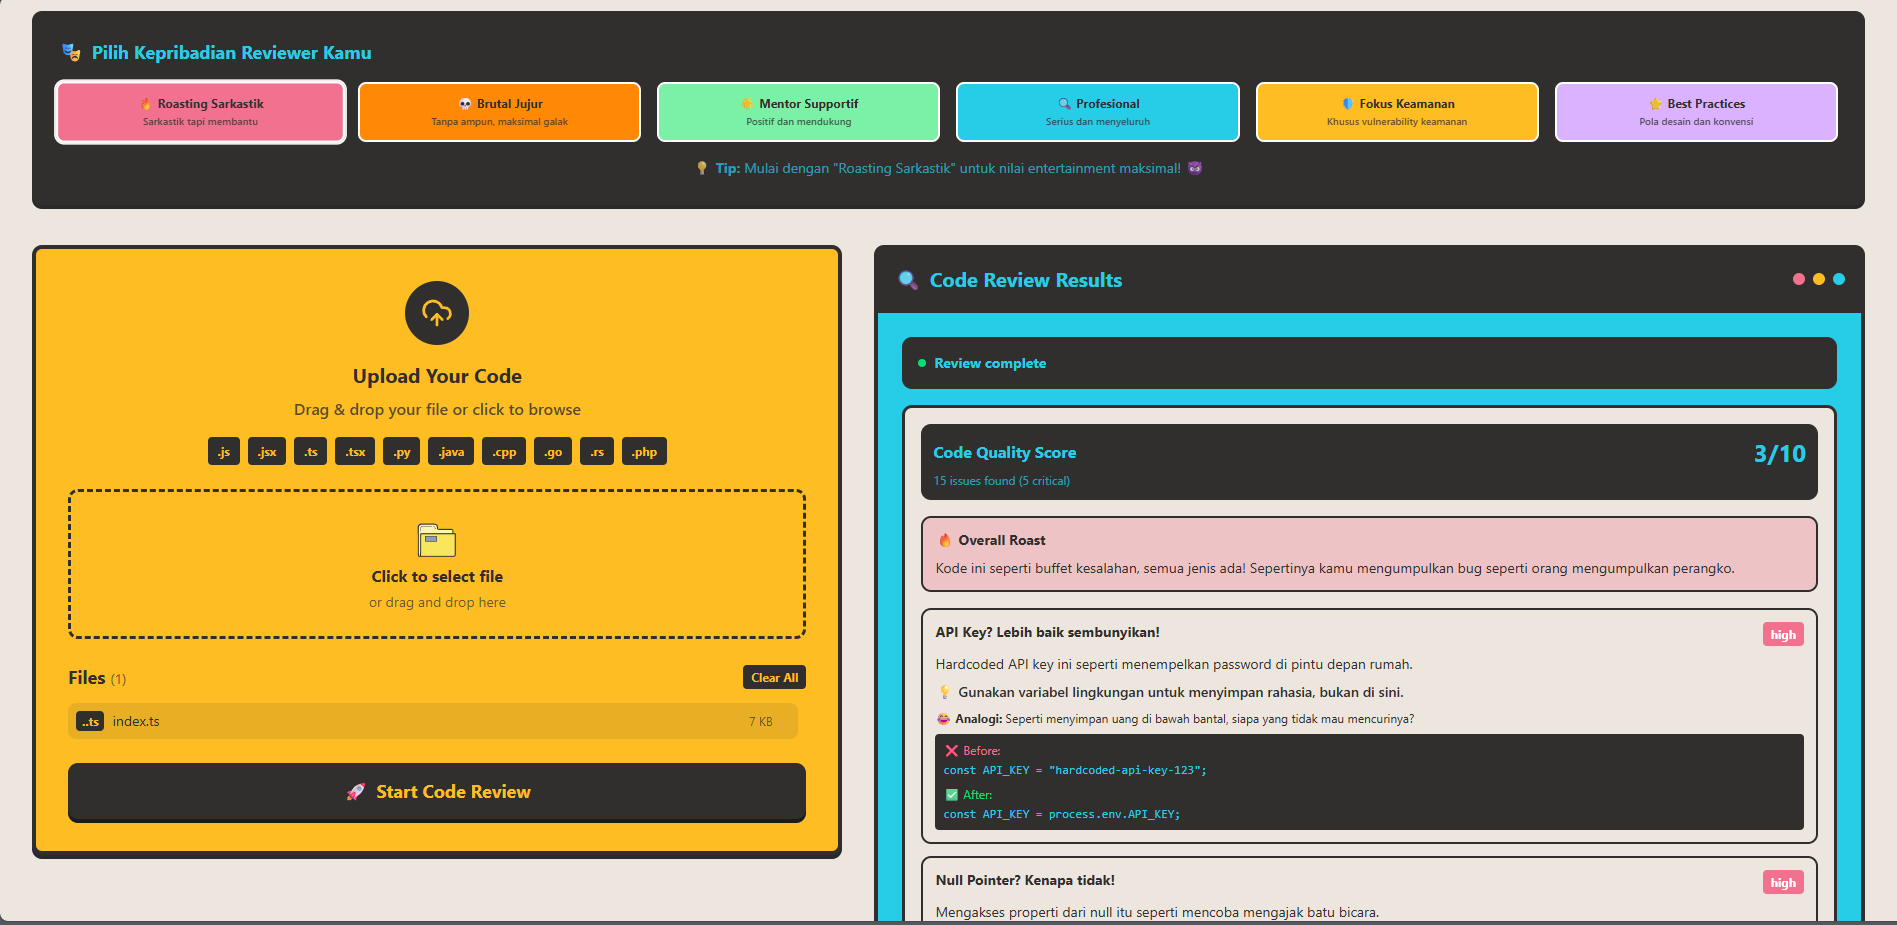 Pilih Kepribadian Reviewer Kamu
Roasting Sarkastik
Sarkastik tapi membantu
Brutal Jujur
Tanpa ampun, maksimal galak
Mentor Supportif
Positif dan mendukung
Profesional
Serius dan menyeluruh
Fokus Keamanan
Khusus vulnerability keamanan
Best Practices
Pola desain dan konvensi
Tip: Mulai dengan "Roasting Sarkastik" untuk nilai entertainment maksimal!
Upload Your Code
Drag & drop your file or click to browse
.js .jsx .ts .tsx .py .java .cpp .go .rs .php
Click to select file
or drag and drop here
Files (1)
Clear All
..ts index.ts 7 KB
Start Code Review
Code Review Results
Review complete
Code Quality Score 3/10
15 issues found (5 critical)
Overall Roast
Kode ini seperti buffet kesalahan, semua jenis ada! Sepertinya kamu mengumpulkan bug seperti orang mengumpulkan perangko.
API Key? Lebih baik sembunyikan! high
Hardcoded API key ini seperti menempelkan password di pintu depan rumah.
Gunakan variabel lingkungan untuk menyimpan rahasia, bukan di sini.
Analogi: Seperti menyimpan uang di bawah bantal, siapa yang tidak mau mencurinya?
Before:
const API_KEY = "hardcoded-api-key-123";
After:
const API_KEY = process.env.API_KEY;
Null Pointer? Kenapa tidak! high
Mengakses properti dari null itu seperti mencoba mengajak batu bicara.